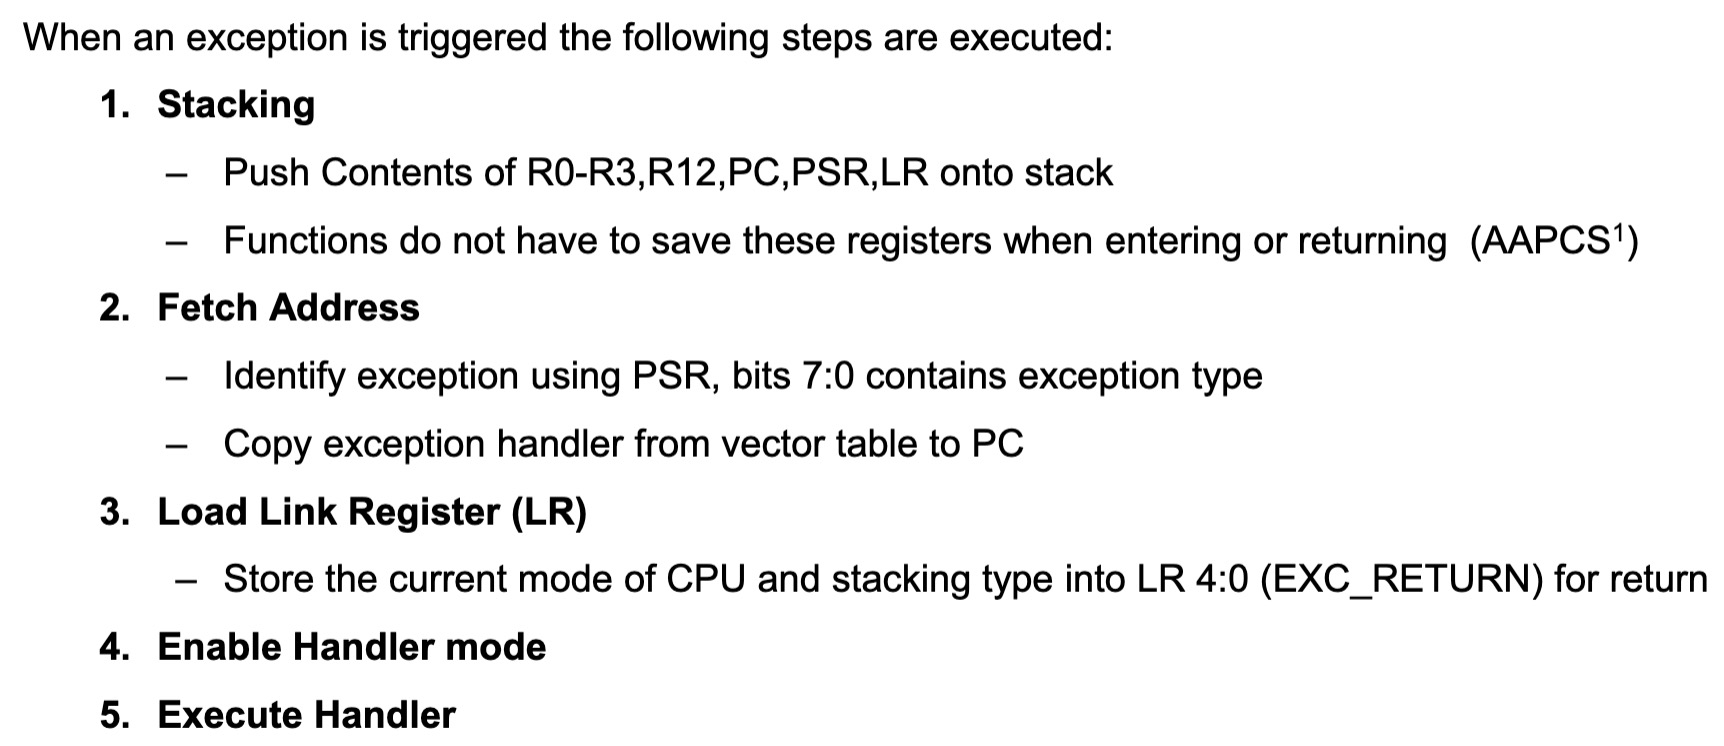 When an exception is triggered the following steps are executed:
1. Stacking
– Push Contents of R0-R3,R12,PC,PSR,LR onto stack
– Functions do not have to save these registers when entering or returning (AAPCS¹)
2. Fetch Address
– Identify exception using PSR, bits 7:0 contains exception type
– Copy exception handler from vector table to PC
3. Load Link Register (LR)
– Store the current mode of CPU and stacking type into LR 4:0 (EXC_RETURN) for return
4. Enable Handler mode
5. Execute Handler